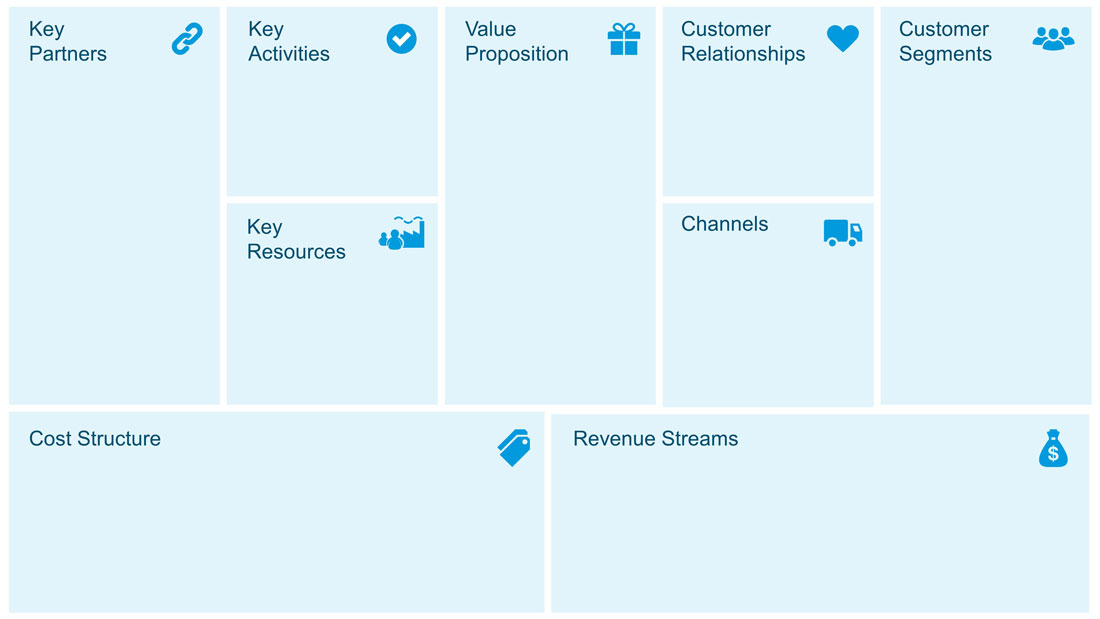 Key
Partners
Key
Activities
Key
Resources
Value
Proposition
Customer
Relationships
Channels
Customer
Segments
Cost Structure
Revenue Streams
$